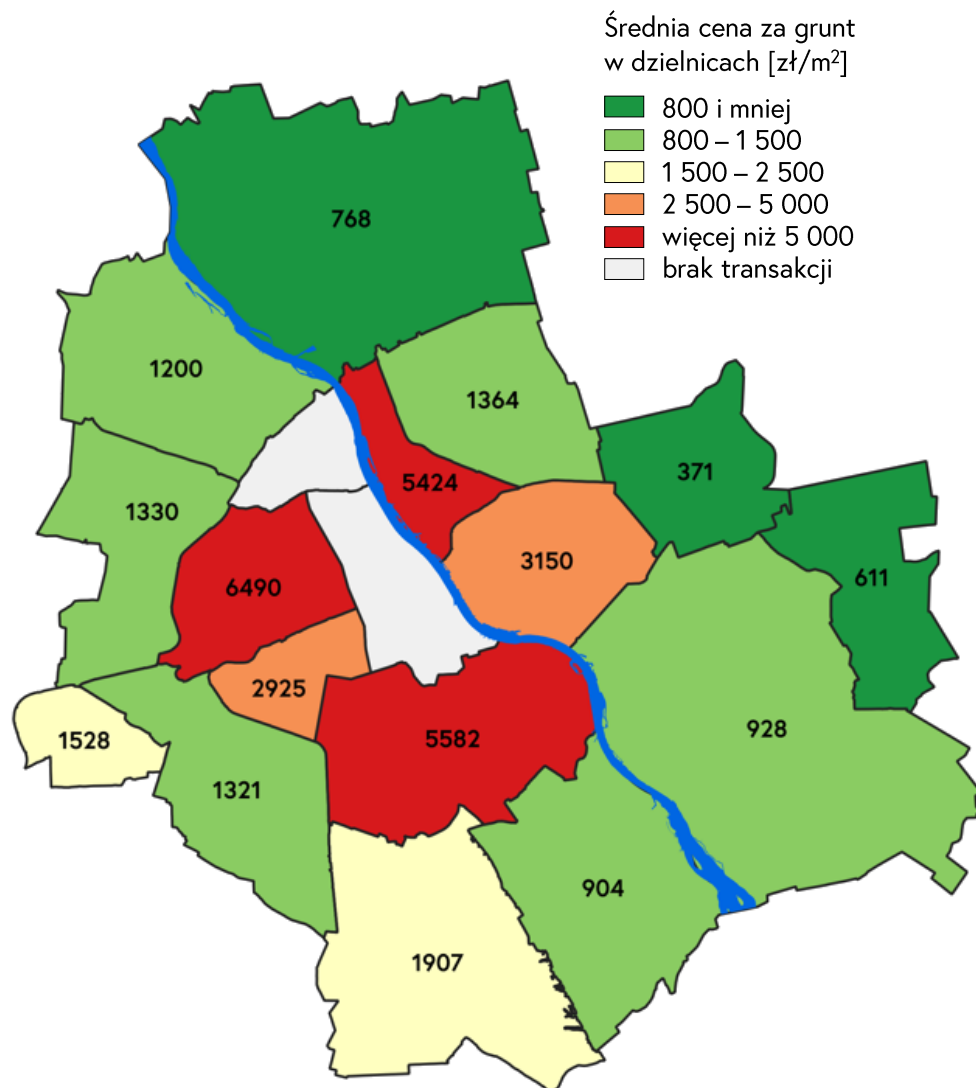 Średnia cena za grunt
w dzielnicach [zł/m²]
800 i mniej
800 – 1 500
1 500 – 2 500
2 500 – 5 000
więcej niż 5 000
brak transakcji
768
1200
1364
371
5424
1330
3150
611
6490
2925
928
1528
5582
1321
904
1907